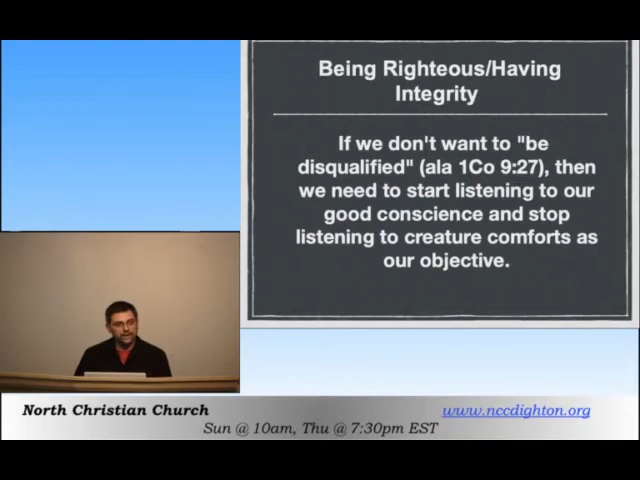 Being Righteous/Having
Integrity
If we don't want to "be
disqualified" (ala 1Co 9:27), then
we need to start listening to our
good conscience and stop
listening to creature comforts as
our objective.
North Christian Church
www.nccdighton.org
Sun @ 10am, Thu @ 7:30pm EST